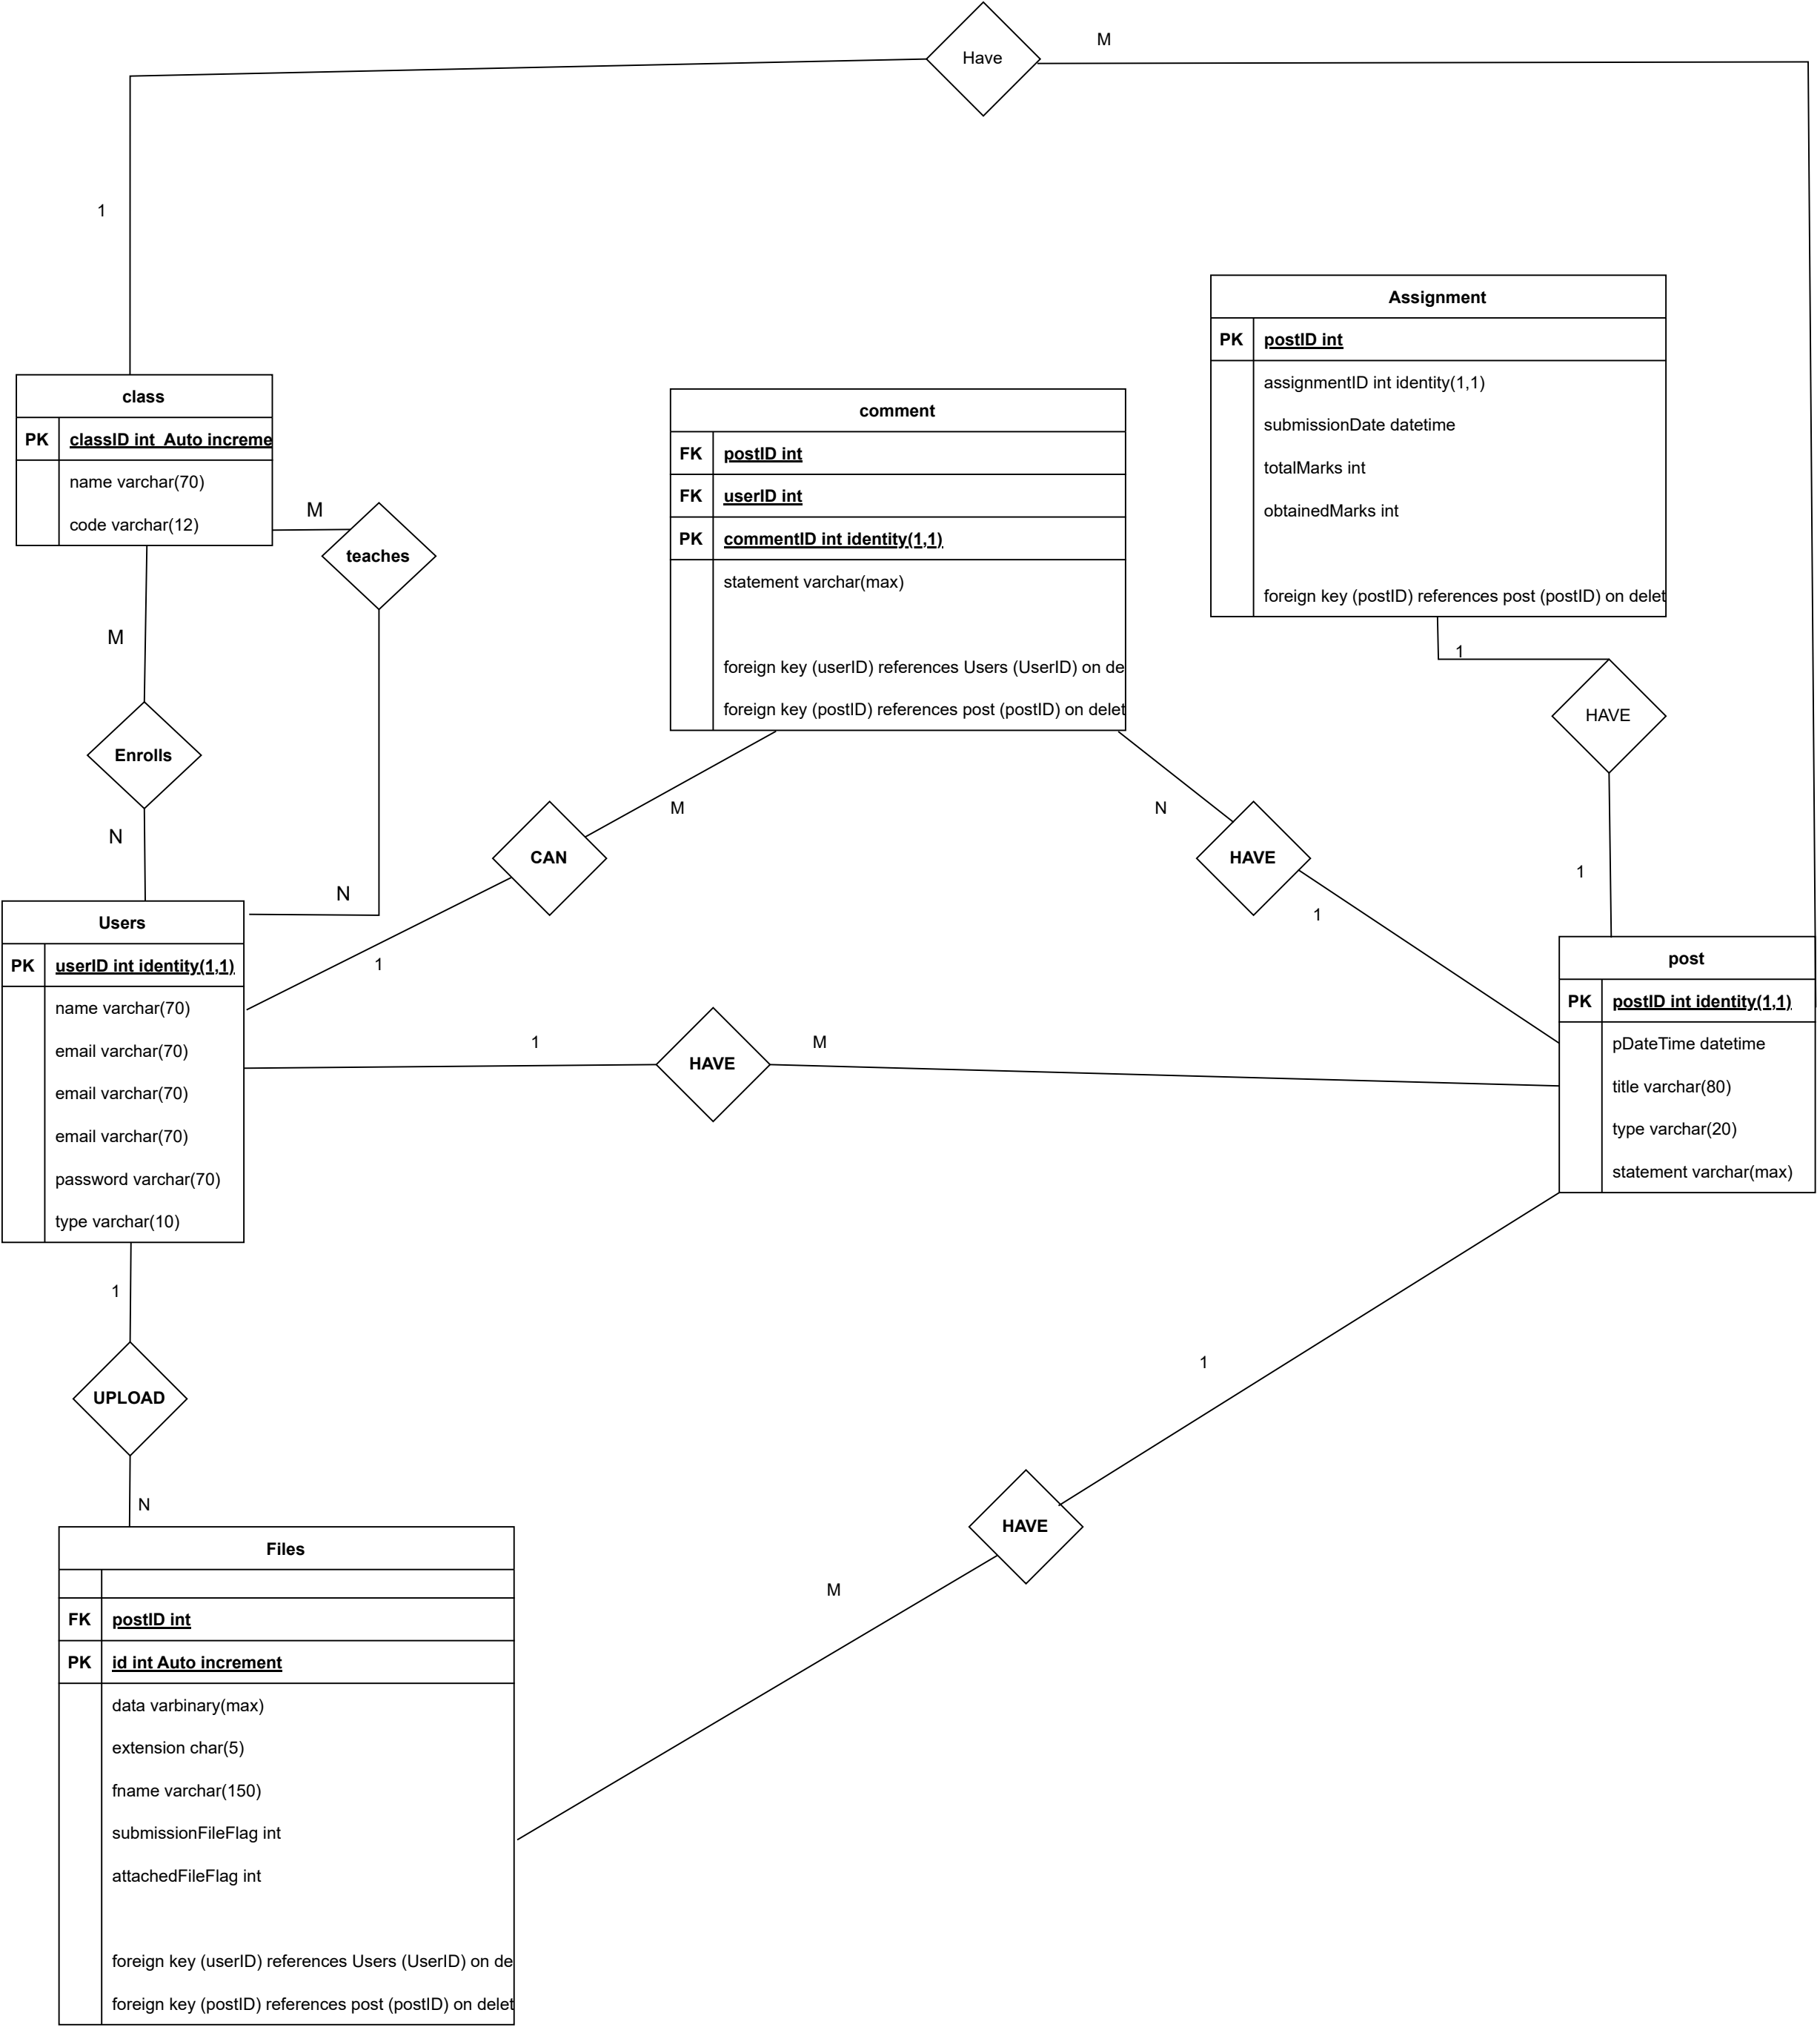 Have
M
1
Assignment
PK postID int
assignmentID int identity(1,1)
submissionDate datetime
totalMarks int
obtainedMarks int
foreign key (postID) references post (postID) on delet
1
HAVE
1
class
PK classID int Auto increme
name varchar(70)
code varchar(12)
M
teaches
N
M
Enrolls
N
comment
FK postID int
FK userID int
PK commentID int identity(1,1)
statement varchar(max)
foreign key (userID) references Users (UserID) on de
foreign key (postID) references post (postID) on delet
M
CAN
1
N
HAVE
1
Users
PK userID int identity(1,1)
name varchar(70)
email varchar(70)
email varchar(70)
email varchar(70)
password varchar(70)
type varchar(10)
1
HAVE
M
post
PK postID int identity(1,1)
pDateTime datetime
title varchar(80)
type varchar(20)
statement varchar(max)
1
UPLOAD
N
1
HAVE
M
Files
FK postID int
PK id int Auto increment
data varbinary(max)
extension char(5)
fname varchar(150)
submissionFileFlag int
attachedFileFlag int
foreign key (userID) references Users (UserID) on de
foreign key (postID) references post (postID) on delet